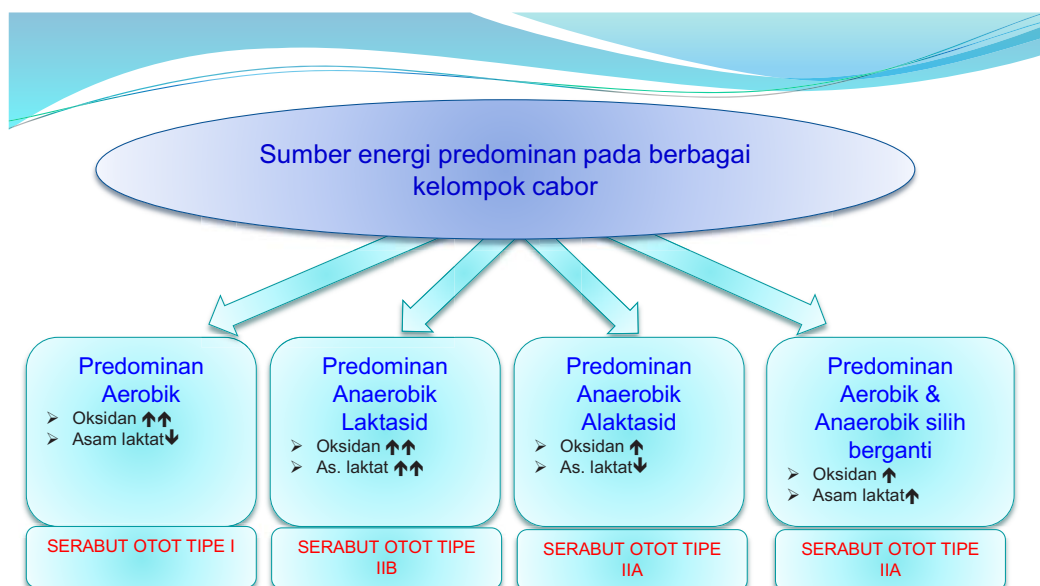 Sumber energi predominan pada berbagai
kelompok cabor
Predominan
Aerobik
➢ Oksidan ↑↑
➢ Asam laktat↓
SERABUT OTOT TIPE I
Predominan
Anaerobik
Laktasid
➢ Oksidan ↑↑
➢ As. laktat ↑↑
SERABUT OTOT TIPE
IIB
Predominan
Anaerobik
Alaktasid
➢ Oksidan ↑
➢ As. laktat↓
SERABUT OTOT TIPE
IIA
Predominan
Aerobik &
Anaerobik silih
berganti
➢ Oksidan ↑
➢ Asam laktat↑
SERABUT OTOT TIPE
IIA